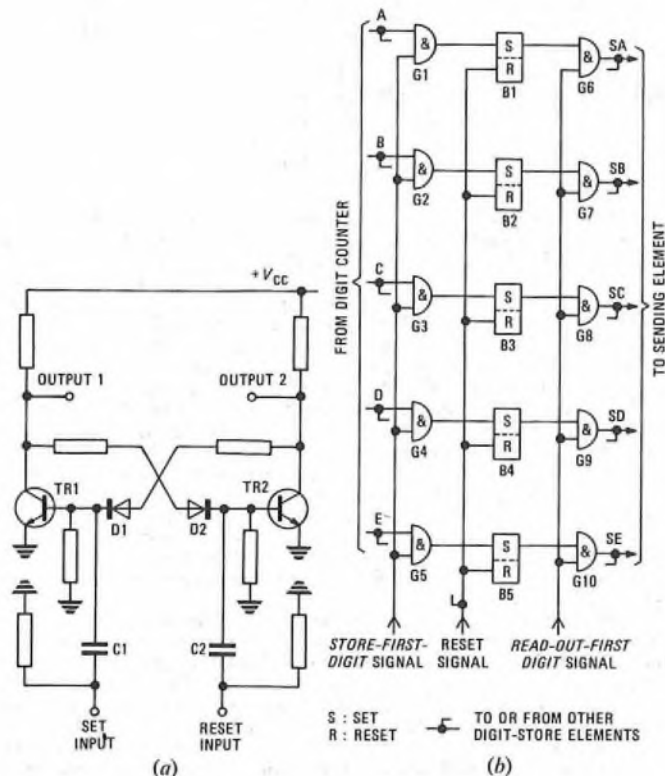 +VCC
OUTPUT 1
OUTPUT 2
TR1
D1
D2
TR2
C1
C2
SET INPUT
RESET INPUT
(a)
FROM DIGIT COUNTER
A
&
G1
S
R
B1
&
G6
SA
B
&
G2
S
R
B2
&
G7
SB
C
&
G3
S
R
B3
&
G8
SC
D
&
G4
S
R
B4
&
G9
SD
E
&
G5
S
R
B5
&
G10
SE
TO SENDING ELEMENT
STORE-FIRST-
DIGIT SIGNAL
RESET
SIGNAL
READ-OUT-FIRST
DIGIT SIGNAL
S : SET
R : RESET
TO OR FROM OTHER
DIGIT-STORE ELEMENTS
(b)